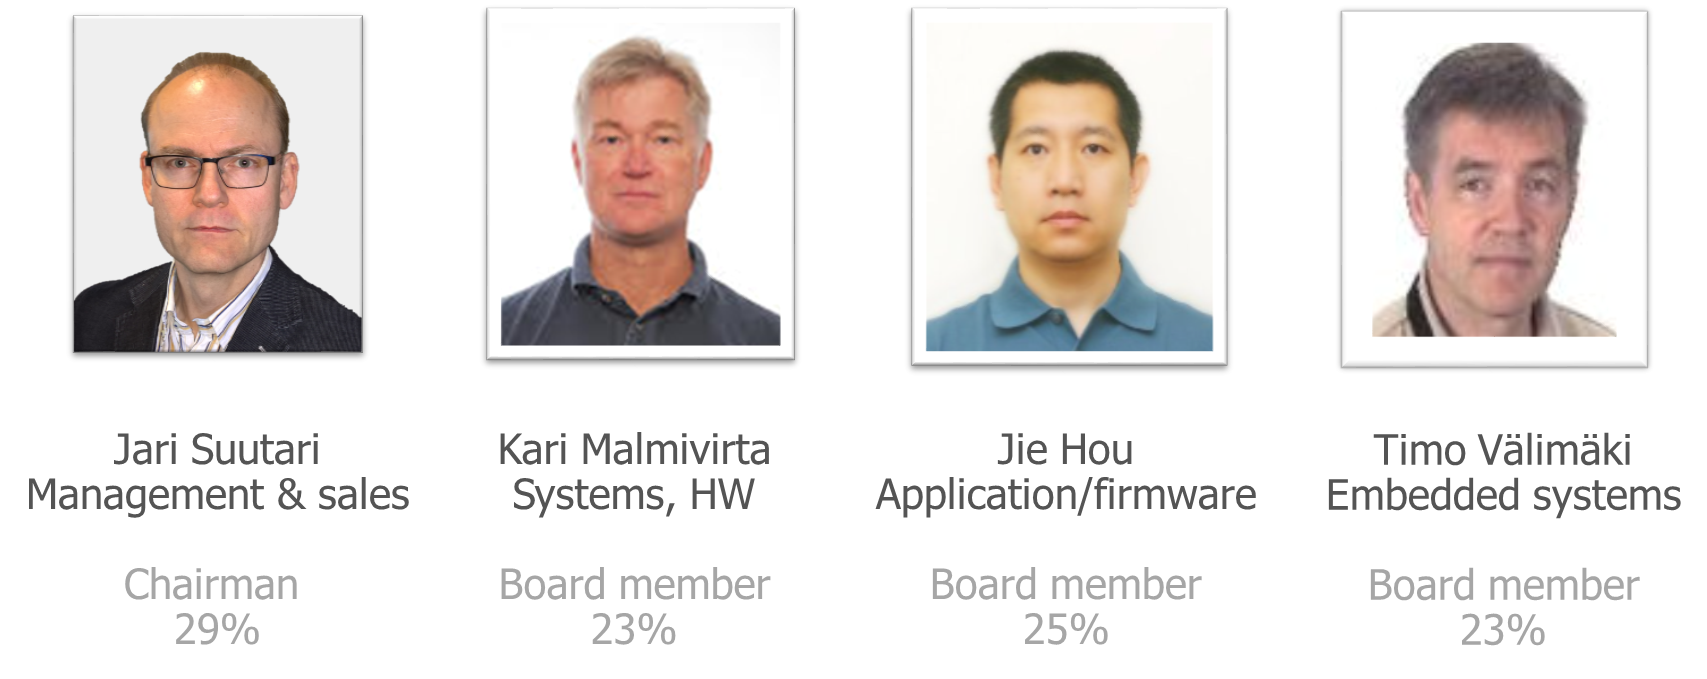 Jari Suutari
Management & sales
Chairman
29%
Kari Malmivirta
Systems, HW
Board member
23%
Jie Hou
Application/firmware
Board member
25%
Timo Välimäki
Embedded systems
Board member
23%